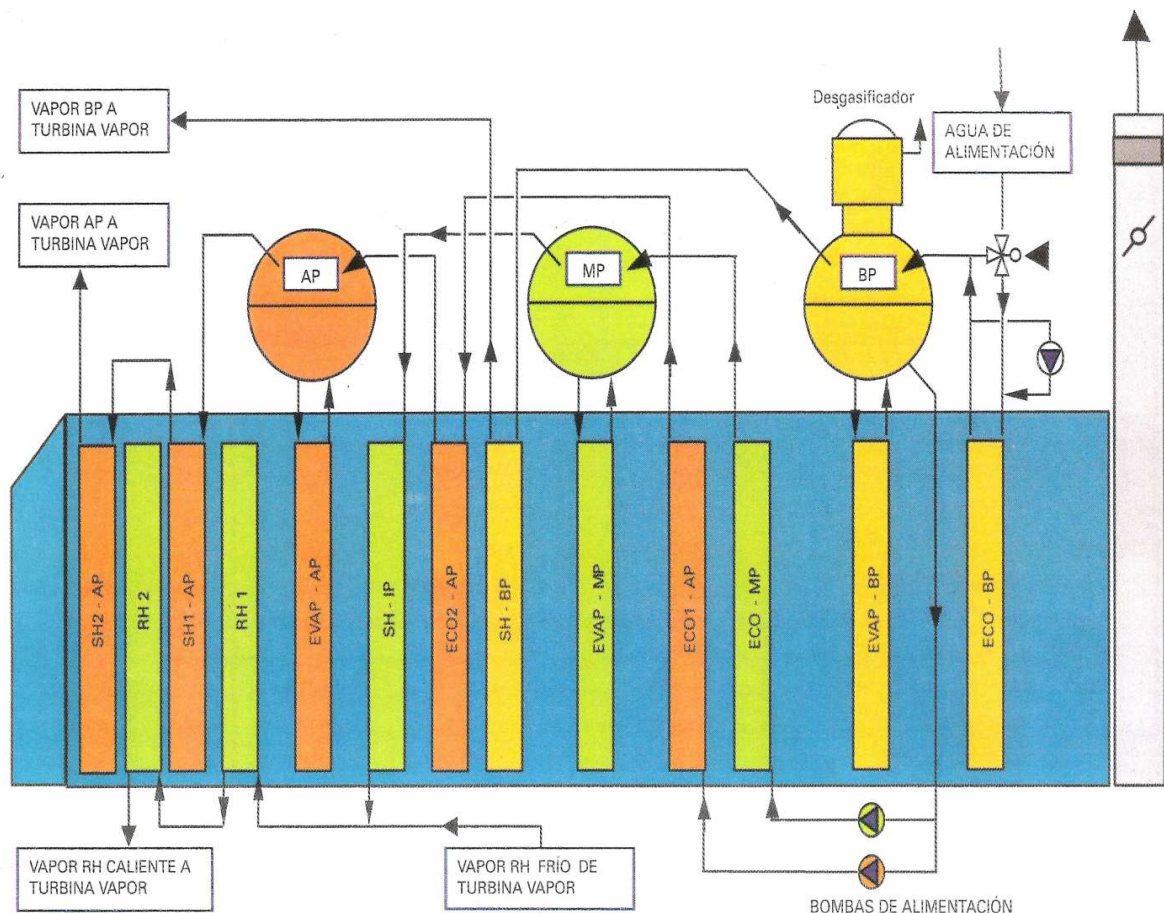 VAPOR BP A
TURBINA VAPOR
Desgasificador
AGUA DE
ALIMENTACIÓN
VAPOR AP A
TURBINA VAPOR
AP
MP
BP
SH2 - AP
RH 2
SH1 - AP
RH 1
EVAP - AP
SH - IP
ECO2 - AP
SH - BP
EVAP - MP
ECO1 - AP
ECO - MP
EVAP - BP
ECO - BP
VAPOR RH CALIENTE A
TURBINA VAPOR
VAPOR RH FRÍO DE
TURBINA VAPOR
BOMBAS DE ALIMENTACIÓN